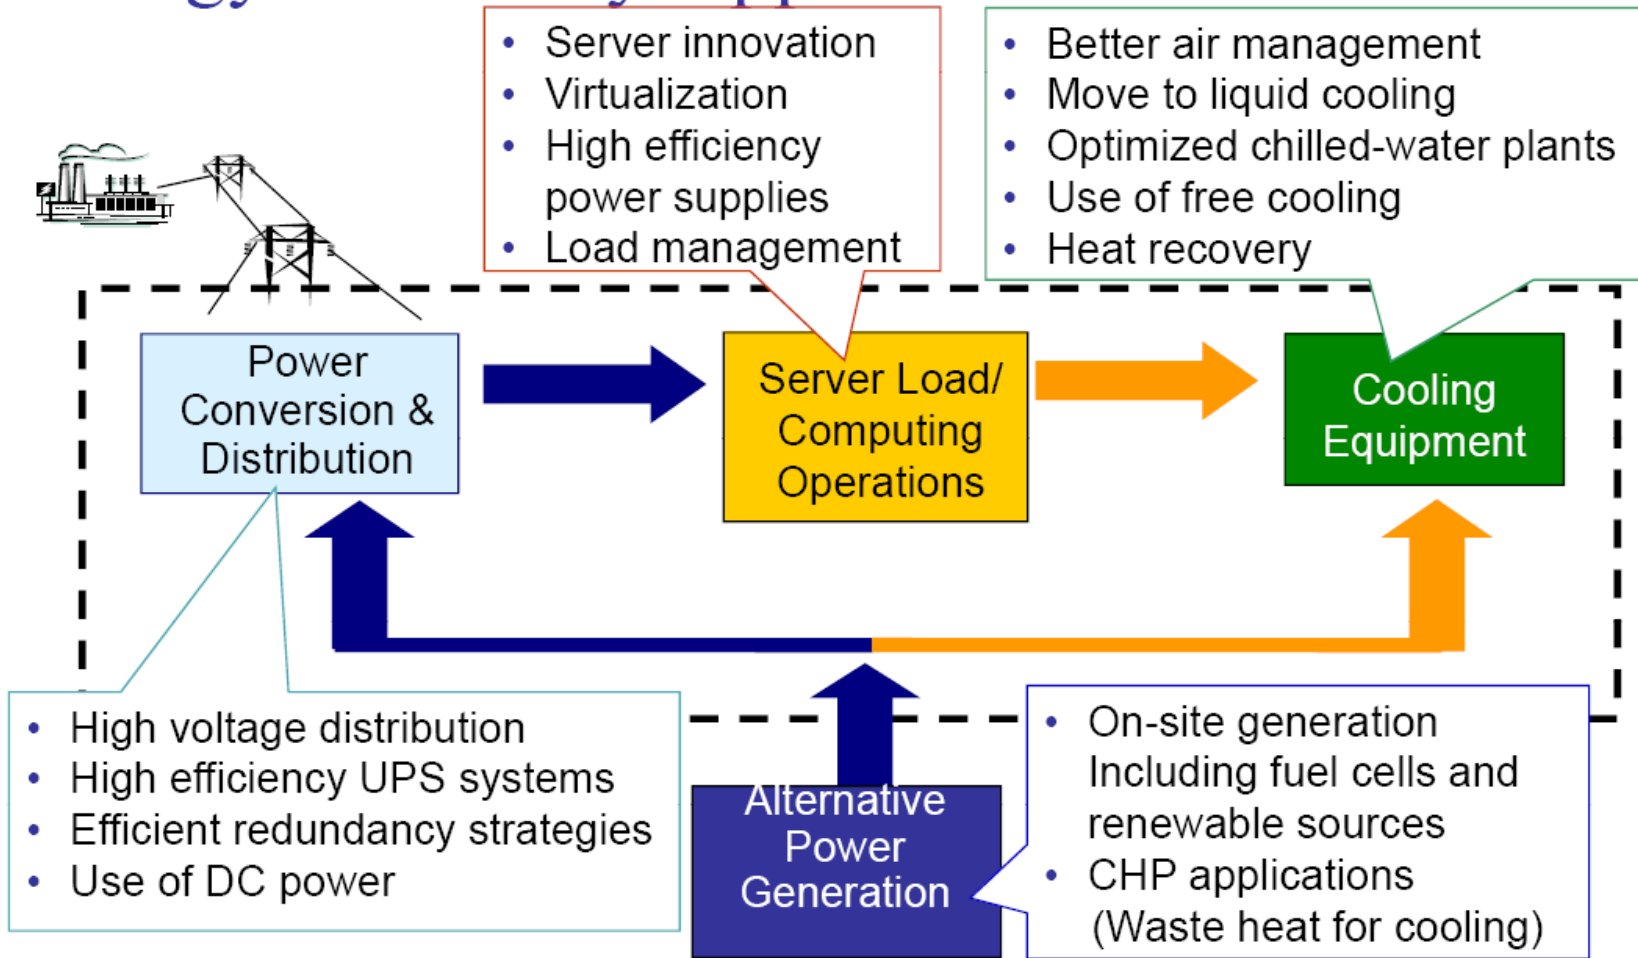 • Server innovation
• Virtualization
• High efficiency
power supplies
• Load management
• Better air management
• Move to liquid cooling
• Optimized chilled-water plants
• Use of free cooling
• Heat recovery
Power
Conversion &
Distribution
Server Load/
Computing
Operations
Cooling
Equipment
• High voltage distribution
• High efficiency UPS systems
• Efficient redundancy strategies
• Use of DC power
Alternative
Power
Generation
• On-site generation
Including fuel cells and
renewable sources
• CHP applications
(Waste heat for cooling)